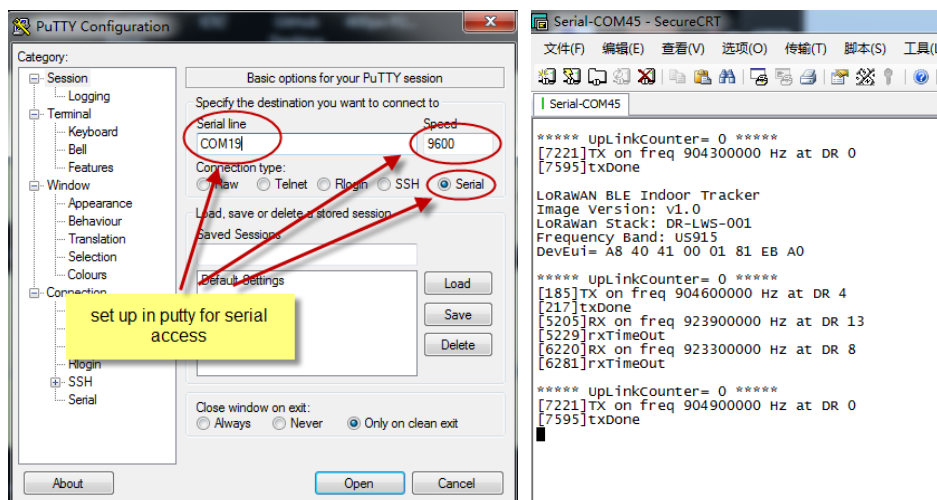 PuTTY Configuration
Category:
Session
Logging
Terminal
Keyboard
Bell
Features
Window
Appearance
Behaviour
Translation
Selection
Colours
Connection
Rlogin
SSH
Serial
Basic options for your PuTTY session
Specify the destination you want to connect to
Serial line Speed
COM19 9600
Connection type:
Raw Telnet Rlogin SSH Serial
Load, save or delete a stored session
Saved Sessions
Default Settings
Load
Save
Delete
set up in putty for serial
access
Close window on exit:
Always Never Only on clean exit
About Open Cancel
Serial-COM45 - SecureCRT
文件(F) 编辑(E) 查看(V) 选项(O) 传输(T) 脚本(S) 工具(L
Serial-COM45
***** UpLinkCounter= 0 *****
[7221]TX on freq 904300000 Hz at DR 0
[7595]txDone
LoRaWAN BLE Indoor Tracker
Image Version: v1.0
LoRaWan Stack: DR-LWS-001
Frequency Band: US915
DevEui= A8 40 41 00 01 81 EB A0
***** UpLinkCounter= 0 *****
[185]TX on freq 904600000 Hz at DR 4
[217]txDone
[5205]RX on freq 923900000 Hz at DR 13
[5229]rxTimeOut
[6220]RX on freq 923300000 Hz at DR 8
[6281]rxTimeOut
***** UpLinkCounter= 0 *****
[7221]TX on freq 904900000 Hz at DR 0
[7595]txDone